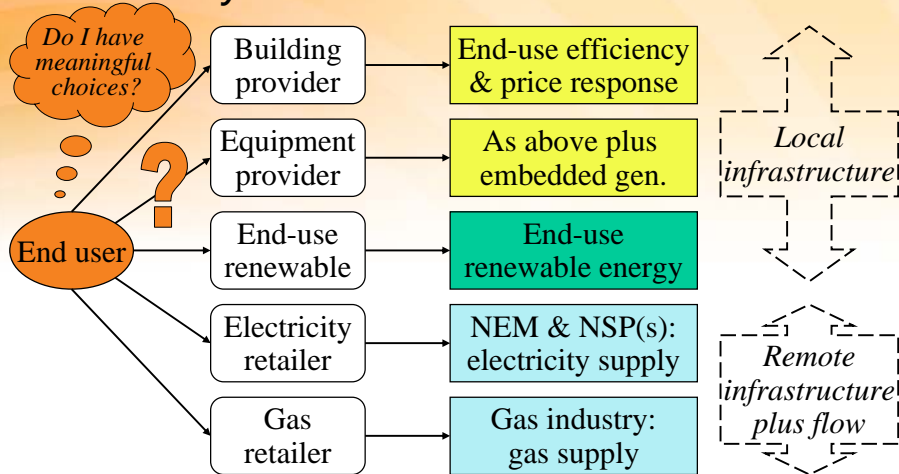 Do I have
meaningful
choices?
?
End user
Building
provider
End-use efficiency
& price response
Equipment
provider
As above plus
embedded gen.
End-use
renewable
End-use
renewable energy
Electricity
retailer
NEM & NSP(s):
electricity supply
Gas
retailer
Gas industry:
gas supply
Local
infrastructure
Remote
infrastructure
plus flow